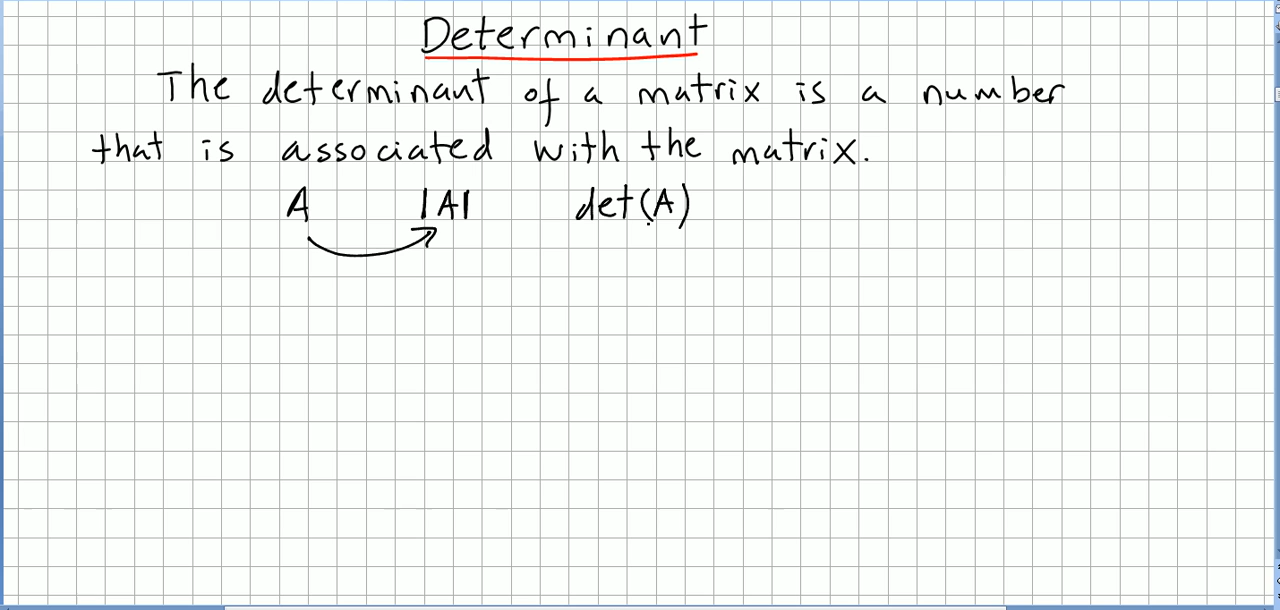 Determinant
The determinant of a matrix is a number
that is associated with the matrix.
A |A| det(A)